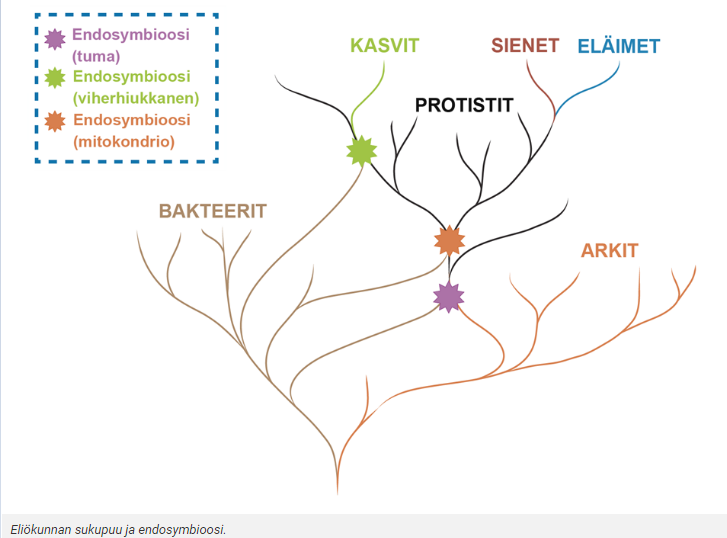 Endosymbioosi
(tuma)
Endosymbioosi
(viherhiukkanen)
Endosymbioosi
(mitokondrio)
KASVIT
SIENET
ELÄIMET
PROTISTIT
BAKTEERIT
ARKIT
Eliökunnan sukupuu ja endosymbioosi.